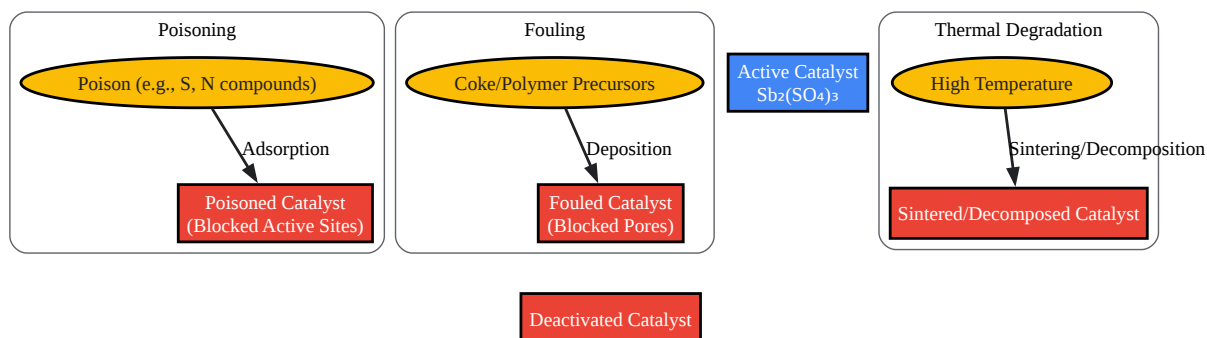 Poisoning
Poison (e.g., S, N compounds)
Adsorption
Poisoned Catalyst
(Blocked Active Sites)
Fouling
Coke/Polymer Precursors
Deposition
Fouled Catalyst
(Blocked Pores)
Active Catalyst
Sb₂(SO₄)₃
Thermal Degradation
High Temperature
Sintering/Decomposition
Sintered/Decomposed Catalyst
Deactivated Catalyst